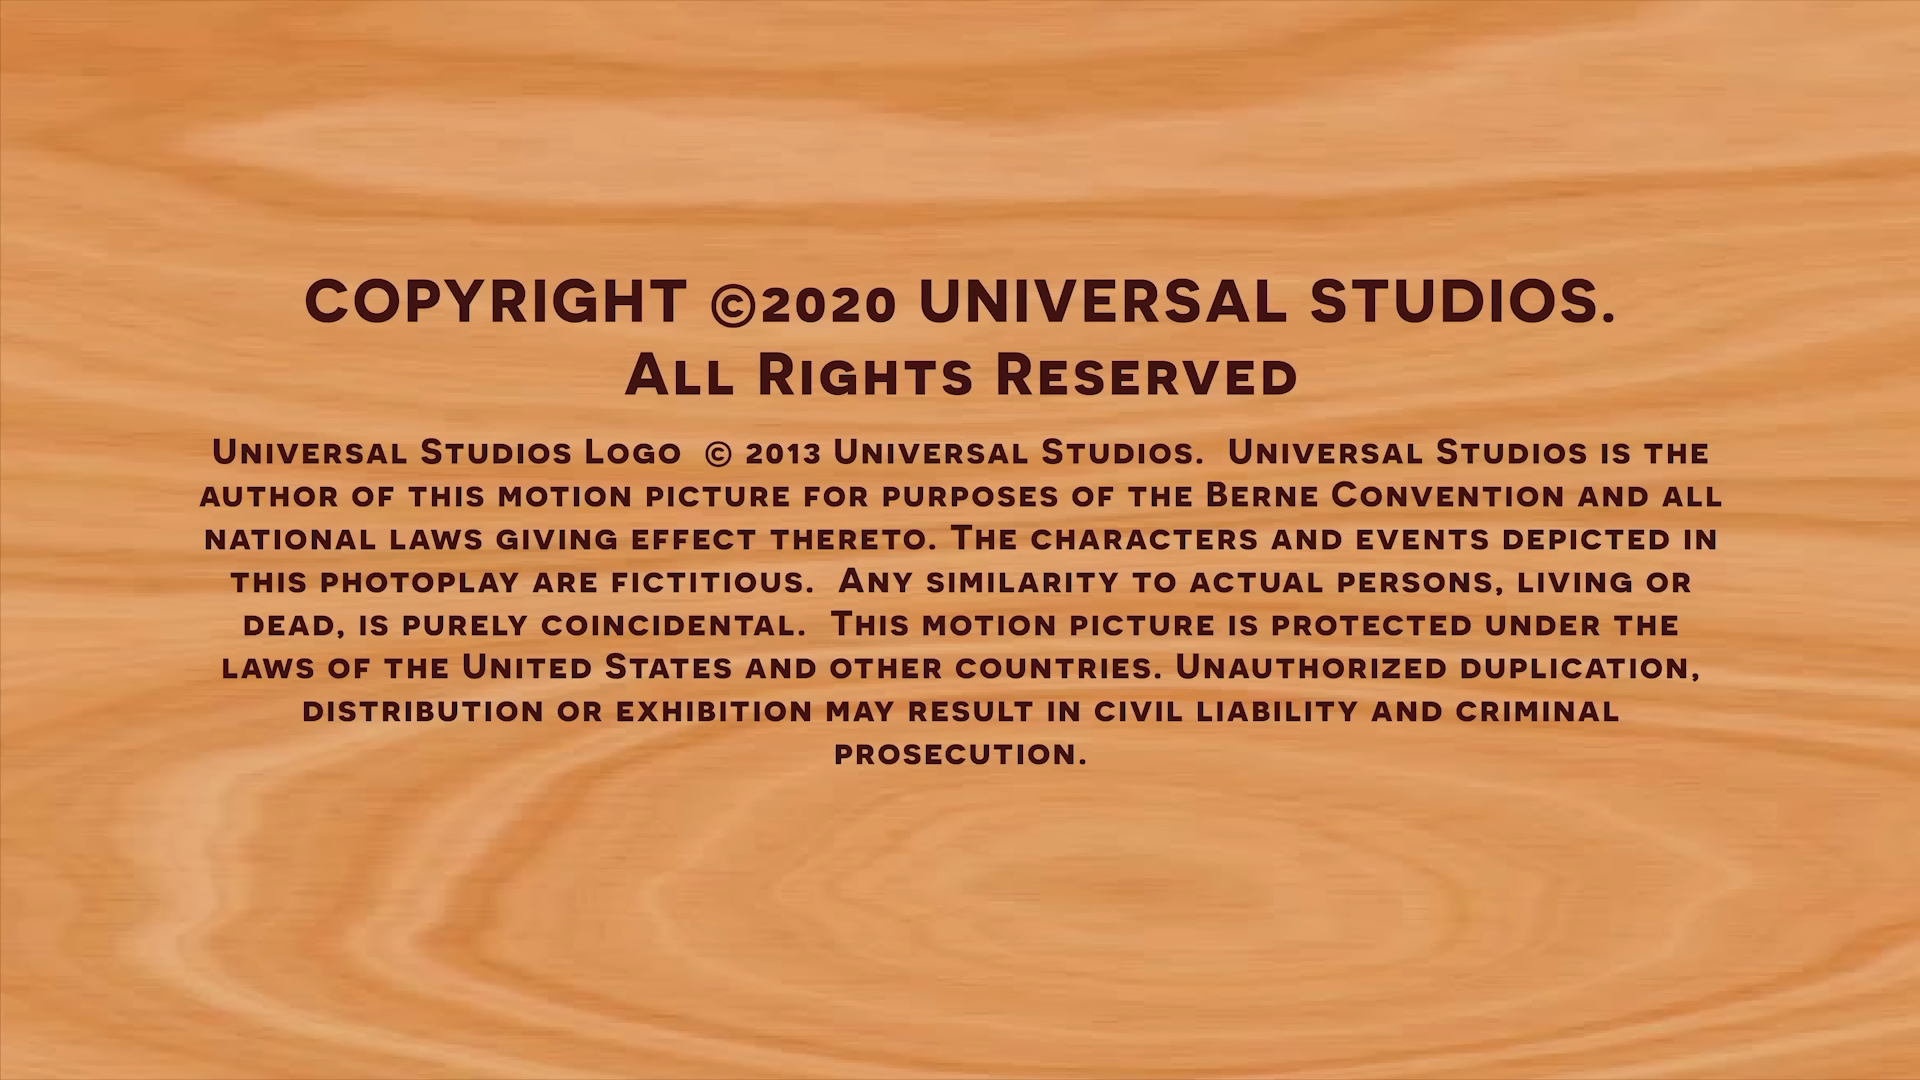 COPYRIGHT ©2020 UNIVERSAL STUDIOS.
All Rights Reserved
Universal Studios Logo © 2013 Universal Studios. Universal Studios is the
author of this motion picture for purposes of the Berne Convention and all
national laws giving effect thereto. The characters and events depicted in
this photoplay are fictitious. Any similarity to actual persons, living or
dead, is purely coincidental. This motion picture is protected under the
laws of the United States and other countries. Unauthorized duplication,
distribution or exhibition may result in civil liability and criminal
prosecution.